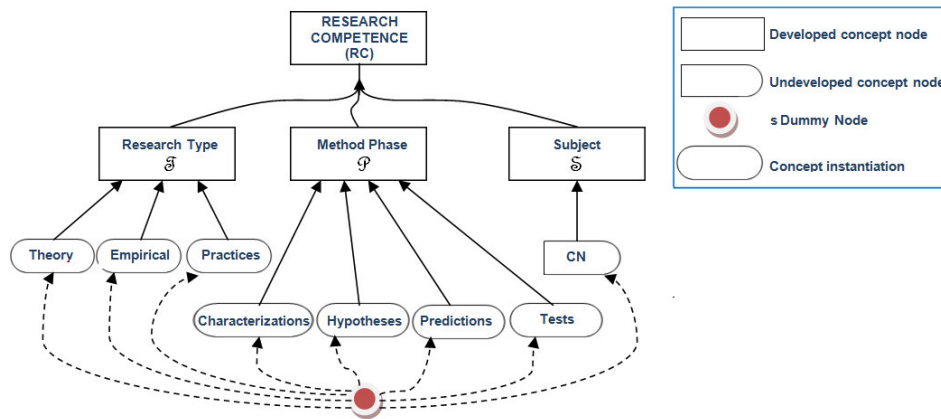 RESEARCH
COMPETENCE
(RC)
Research Type
𝒯
Method Phase
𝒫
Subject
𝒮
Theory
Empirical
Practices
CN
Characterizations
Hypotheses
Predictions
Tests
Developed concept node
Undeveloped concept node
s Dummy Node
Concept instantiation